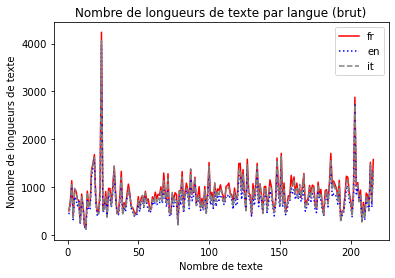 Nombre de longueurs de texte par langue (brut)
fr
en
it
Nombre de longueurs de texte
4000
3000
2000
1000
0
0 50 100 150 200
Nombre de texte